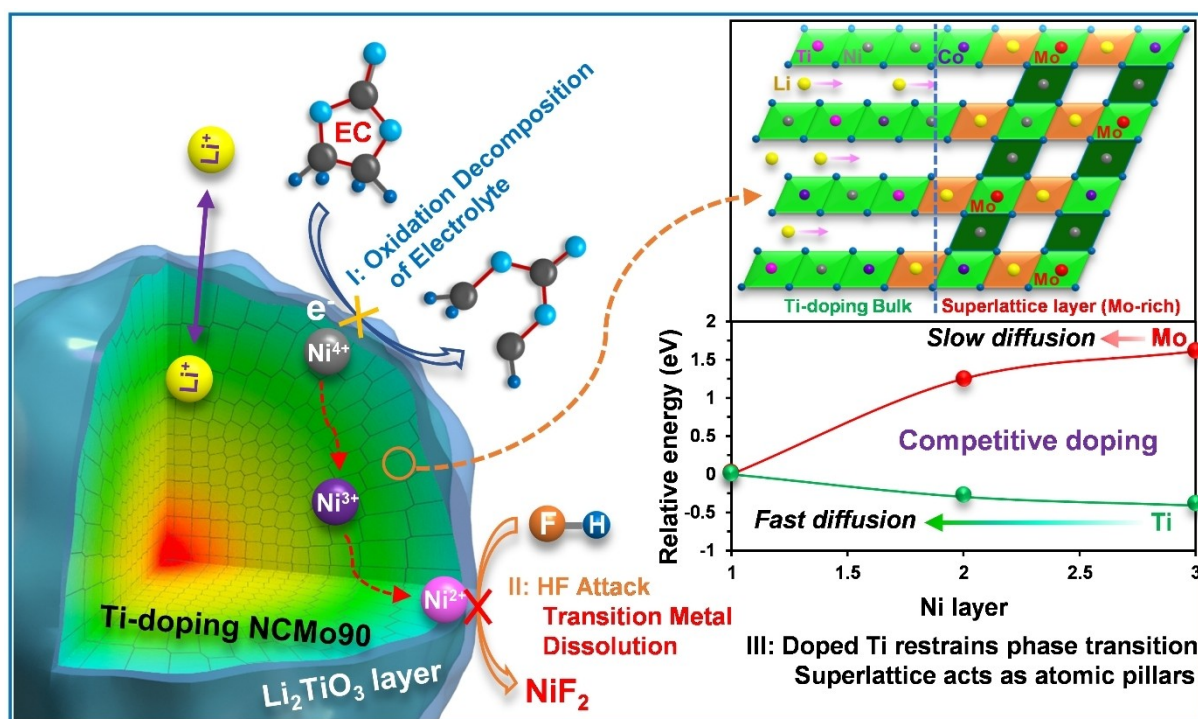 Li+
Li+
EC
I: Oxidation Decomposition
of Electrolyte
e-
Ni4+
Ni3+
Ni2+
F
H
II: HF Attack
Transition Metal
Dissolution
NiF2
Ti-doping NCMo90
Li2TiO3 layer
Ti
Ni
Co
Mo
Li
Mo
Mo
Mo
Ti-doping Bulk
Superlattice layer (Mo-rich)
Relative energy (eV)
2
1.5
1
0.5
0
-0.5
-1
Slow diffusion
Mo
Competitive doping
Fast diffusion
Ti
1
1.5
2
2.5
3
Ni layer
III: Doped Ti restrains phase transition
Superlattice acts as atomic pillars